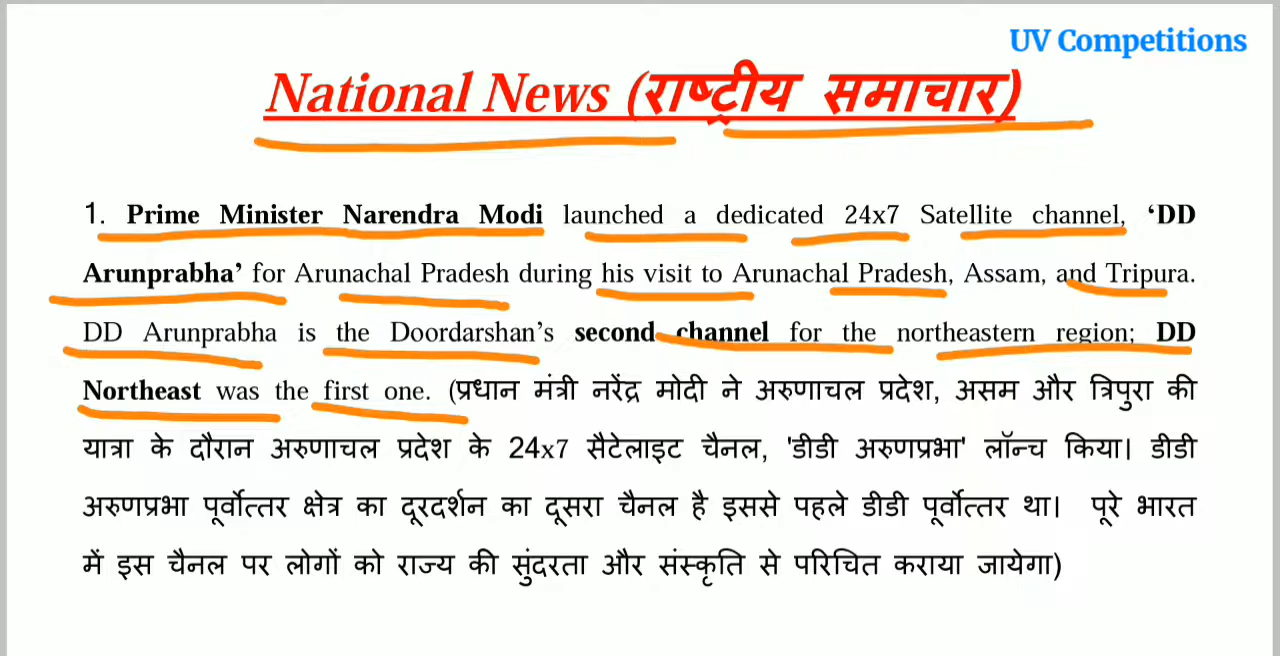 UV Competitions
National News (राष्ट्रीय समाचार)
1. Prime Minister Narendra Modi launched a dedicated 24x7 Satellite channel, ‘DD
Arunprabha’ for Arunachal Pradesh during his visit to Arunachal Pradesh, Assam, and Tripura.
DD Arunprabha is the Doordarshan’s second channel for the northeastern region; DD
Northeast was the first one. (प्रधान मंत्री नरेंद्र मोदी ने अरुणाचल प्रदेश, असम और त्रिपुरा की
यात्रा के दौरान अरुणाचल प्रदेश के 24x7 सैटेलाइट चैनल, 'डीडी अरुणप्रभा' लॉन्च किया। डीडी
अरुणप्रभा पूर्वोत्तर क्षेत्र का दूरदर्शन का दूसरा चैनल है इससे पहले डीडी पूर्वोत्तर था। पूरे भारत
में इस चैनल पर लोगों को राज्य की सुंदरता और संस्कृति से परिचित कराया जायेगा)